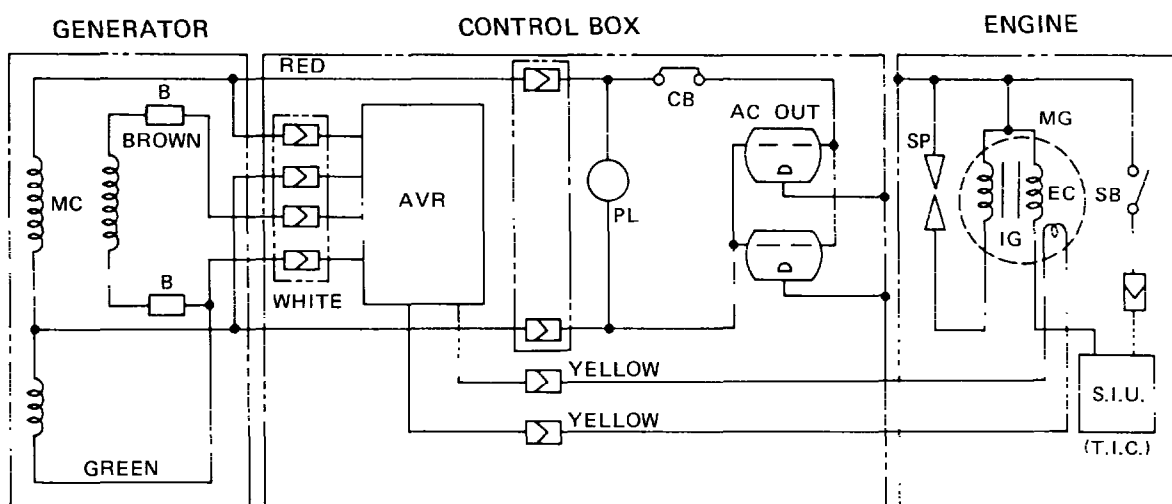 GENERATOR
CONTROL BOX
ENGINE
RED
B
BROWN
CB
AC OUT
MG
SP
MC
AVR
PL
EC
SB
IG
B
WHITE
YELLOW
S.I.U.
YELLOW
(T.I.C.)
GREEN